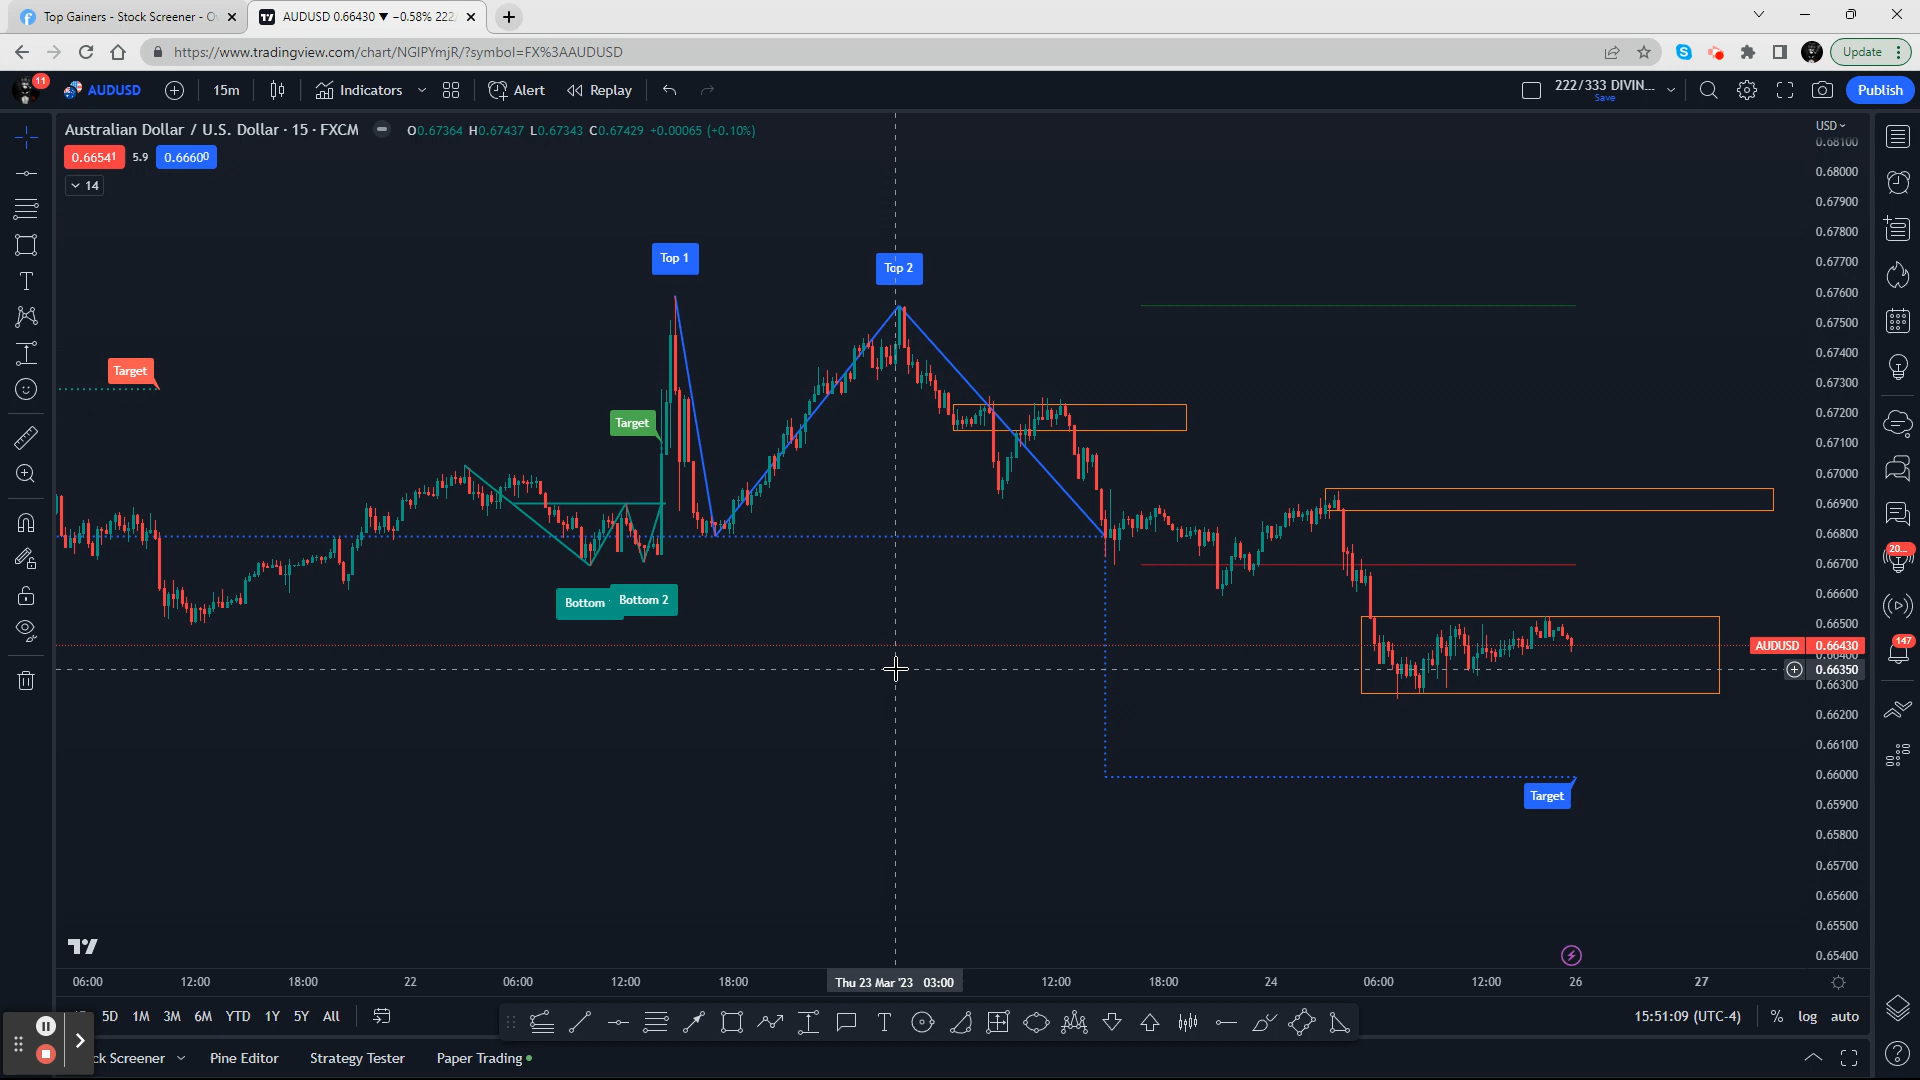 Top Gainers - Stock Screener - O
AUDUSD 0.66430 ▼ −0.58% 222
https://www.tradingview.com/chart/NGIPYmjR/?symbol=FX%3AAUDUSD
Update
11
AUDUSD
15m
Indicators
Alert
Replay
222/333 DIVIN...
Save
Publish
Australian Dollar / U.S. Dollar · 15 · FXCM
O0.67364 H0.67437 L0.67343 C0.67429 +0.00065 (+0.10%)
0.66541
5.9
0.66600
14
USD
0.68100
0.68000
0.67900
0.67800
0.67700
0.67600
0.67500
0.67400
0.67300
0.67200
0.67100
0.67000
0.66900
0.66800
0.66700
0.66600
0.66500
AUDUSD 0.66430
0.66400
0.66350
0.66300
0.66200
0.66100
0.66000
0.65900
0.65800
0.65700
0.65600
0.65500
0.65400
Top 1
Top 2
Target
Target
Bottom
Bottom 2
Target
20...
147
06:00
12:00
18:00
22
06:00
12:00
18:00
Thu 23 Mar '23 03:00
12:00
18:00
24
06:00
12:00
26
27
5D
1M
3M
6M
YTD
1Y
5Y
All
15:51:09 (UTC-4)
%
log
auto
ck Screener
Pine Editor
Strategy Tester
Paper Trading